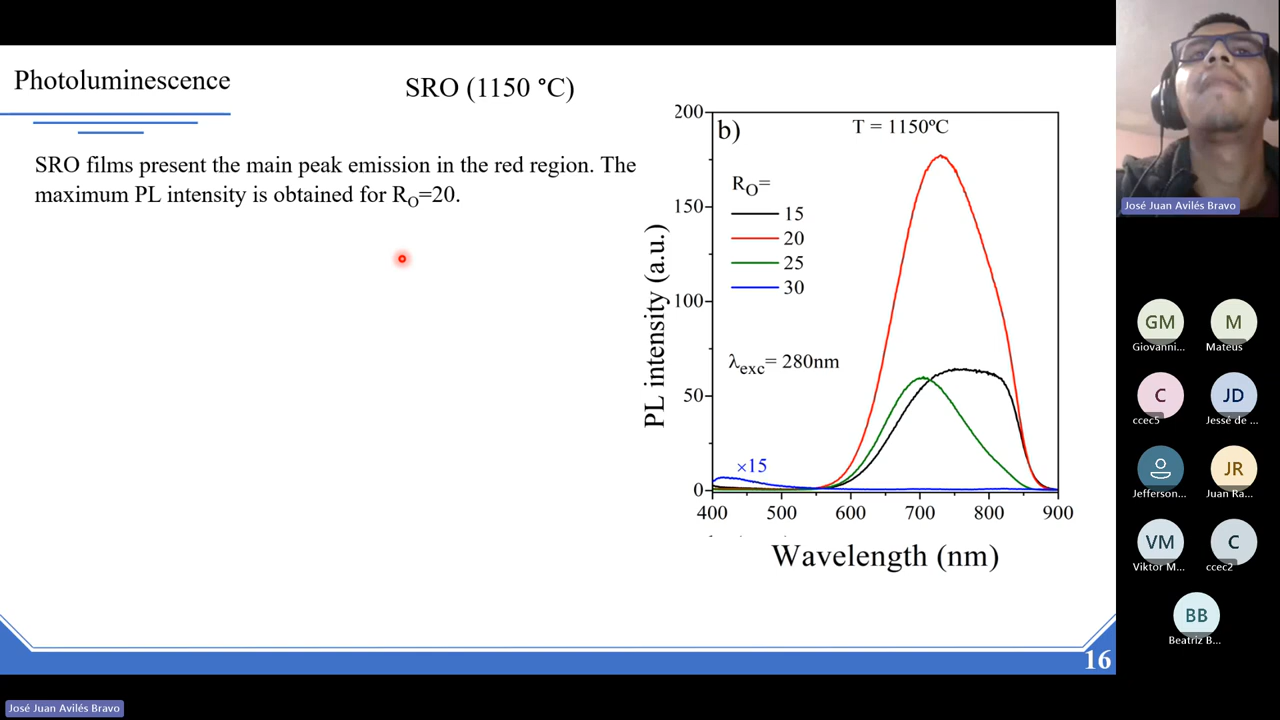 Photoluminescence
SRO (1150 °C)
SRO films present the main peak emission in the red region. The
maximum PL intensity is obtained for RO=20.
b)
T = 1150ºC
RO=
15
20
25
30
λexc= 280nm
×15
PL intensity (a.u.)
200
150
100
50
0
400 500 600 700 800 900
Wavelength (nm)
16
José Juan Avilés Bravo
GM
Giovanni...
M
Mateus
C
ccec5
JD
Jessé de ...
Jefferson...
JR
Juan Ra...
VM
Viktor M...
C
ccec2
BB
Beatriz B...
José Juan Avilés Bravo